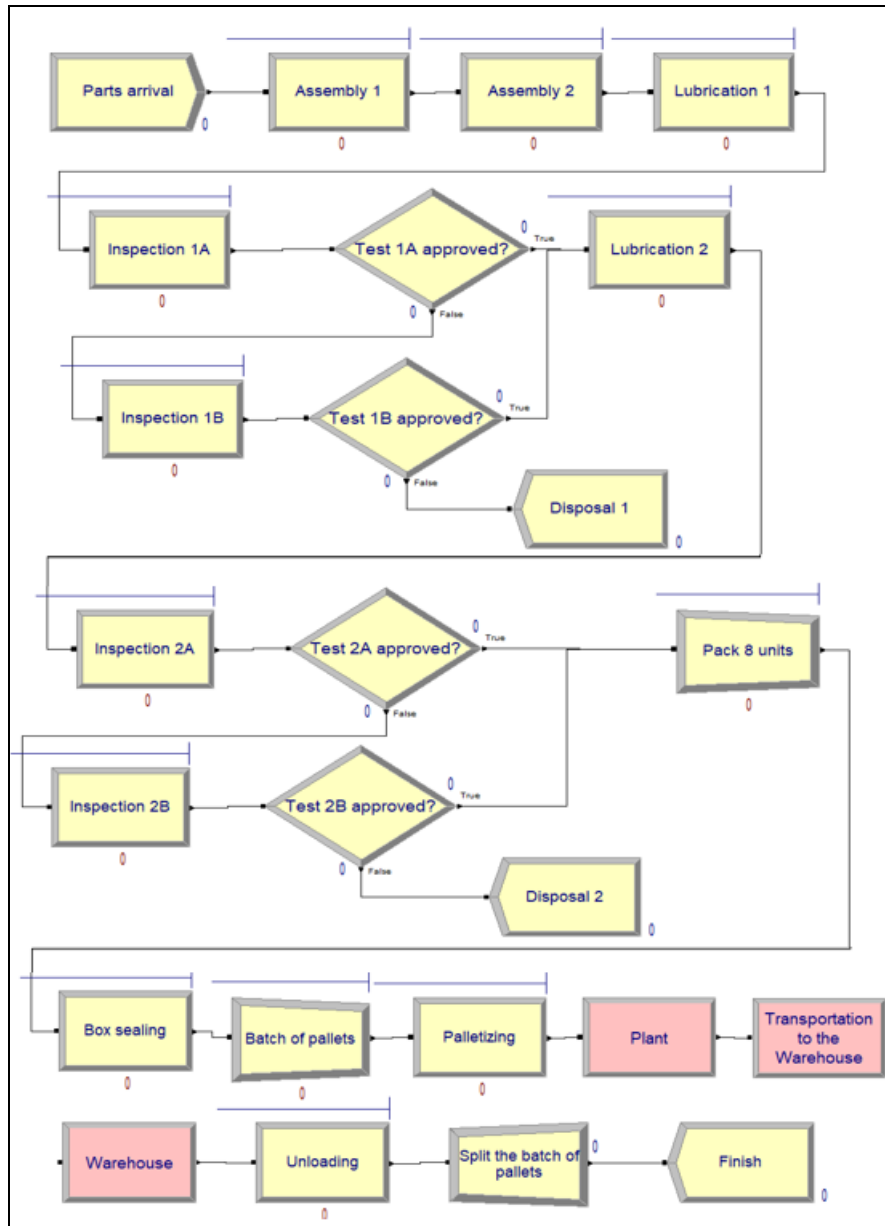 Parts arrival
0
Assembly 1
0
Assembly 2
0
Lubrication 1
0
Inspection 1A
0
Test 1A approved?
0
True
0
False
Lubrication 2
0
Inspection 1B
0
Test 1B approved?
0
True
0
False
Disposal 1
0
Inspection 2A
0
Test 2A approved?
0
True
0
False
Pack 8 units
0
Inspection 2B
0
Test 2B approved?
0
True
0
False
Disposal 2
0
Box sealing
0
Batch of pallets
0
Palletizing
0
Plant
Transportation
to the
Warehouse
Warehouse
Unloading
0
Split the batch of
pallets
0
Finish
0